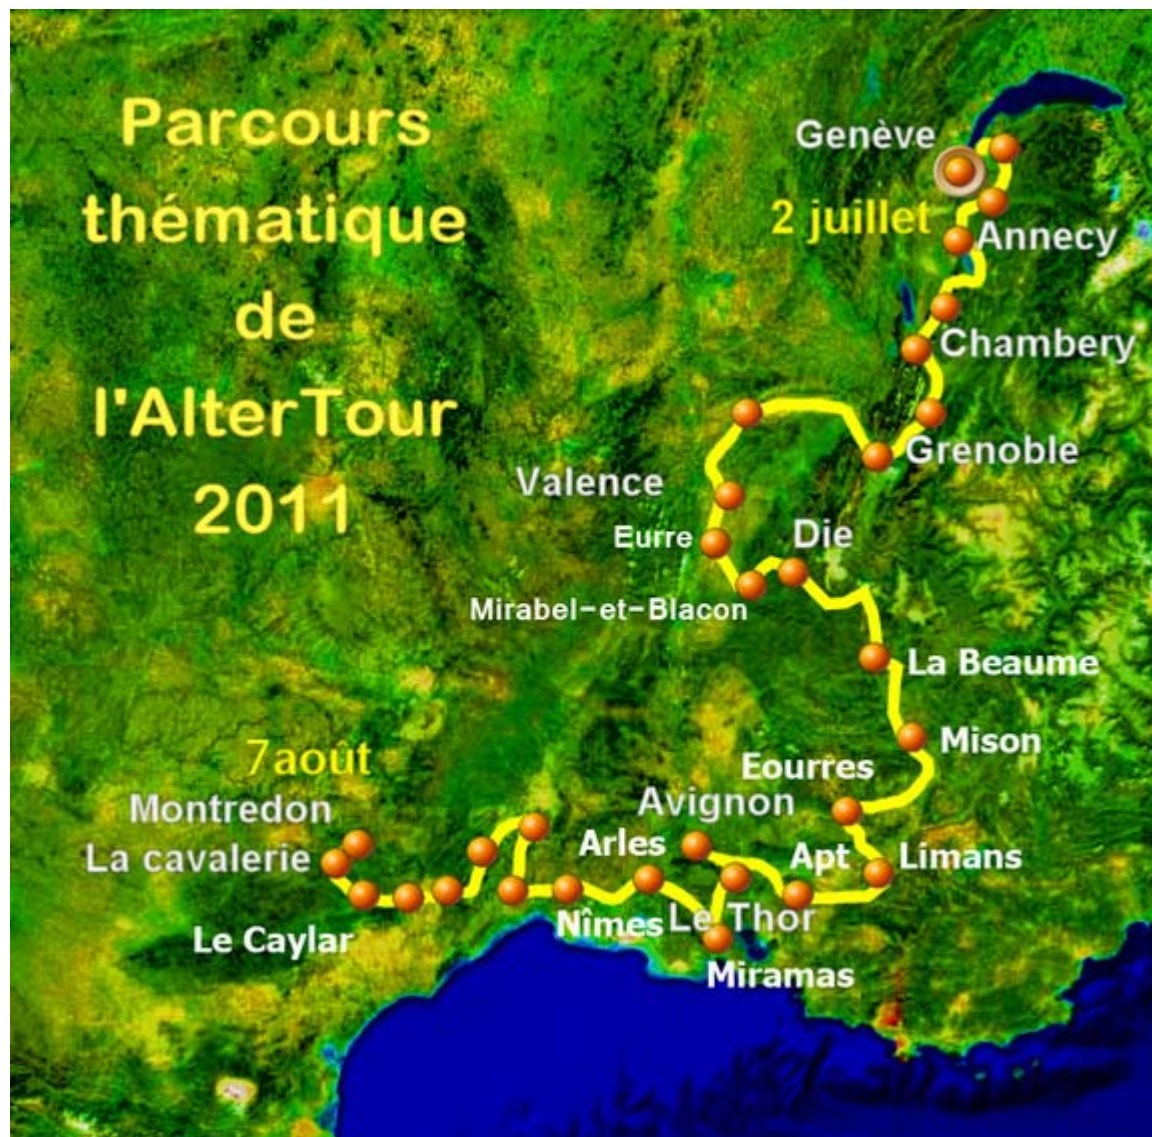 Parcours
thématique
de
l'AlterTour
2011
Genève
2 juillet
Annecy
Chambery
Grenoble
Valence
Eurre
Die
Mirabel-et-Blacon
La Beaume
Mison
Eourres
Avignon
Arles
Apt
Limans
7août
Montredon
La cavalerie
Le Caylar
Nîmes
Le Thor
Miramas